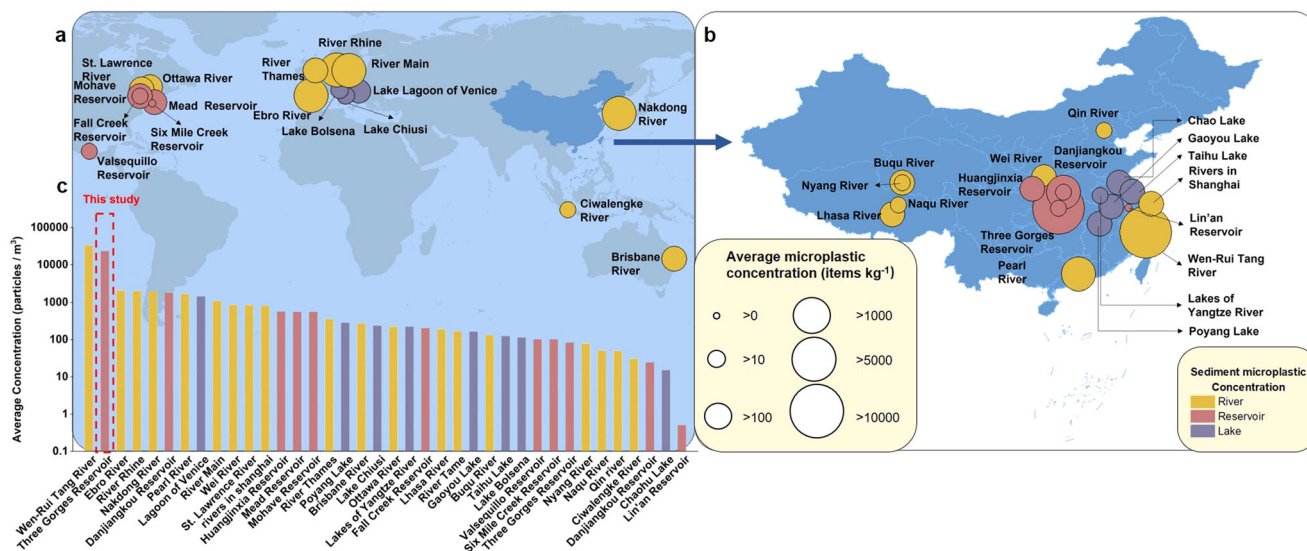 a
St. Lawrence
River
Ottawa River
Mohave
Reservoir
Mead Reservoir
Fall Creek
Reservoir
Six Mile Creek
Reservoir
Valsequillo
Reservoir
River Rhine
River
Thames
River Main
Lake Lagoon of Venice
Ebro River
Lake Bolsena
Lake Chiusi
Nakdong
River
Ciwalengke
River
Brisbane
River
b
Qin River
Chao Lake
Gaoyou Lake
Taihu Lake
Rivers in
Shanghai
Danjiangkou
Reservoir
Wei River
Huangjinxia
Reservoir
Buqu River
Nyang River
Naqu River
Lhasa River
Three Gorges
Reservoir
Pearl
River
Lin'an
Reservoir
Wen-Rui Tang
River
Lakes of
Yangtze River
Poyang Lake
Average microplastic
concentration (items kg⁻¹)
>0
>1000
>10
>5000
>100
>10000
Sediment microplastic
Concentration
River
Reservoir
Lake
c
This study
Average Concentration (particles / m³)
100000
10000
1000
100
10
1
0.1
Wen-Rui Tang River
Three Gorges Reservoir
Ebro River
River Rhine
Nakdong River
Danjiangkou Reservoir
Pearl River
Lagoon of Venice
River Main
Wei River
St. Lawrence River
rivers in shanghai
Huangjinxia Reservoir
Mead Reservoir
Mohave Reservoir
River Thames
Poyang Lake
Brisbane River
Lake Chiusi
Ottawa River
Lakes of Yangtze River
Fall Creek Reservoir
Lhasa River
River Tame
Gaoyou Lake
Buqu River
Taihu Lake
Lake Bolsena
Valsequillo Reservoir
Six Mile Creek Reservoir
Three Gorges Reservoir
Nyang River
Naqu River
Qin river
Ciwalengke River
Danjiangkou Reservoir
Chaohu Lake
Lin'an Reservoir